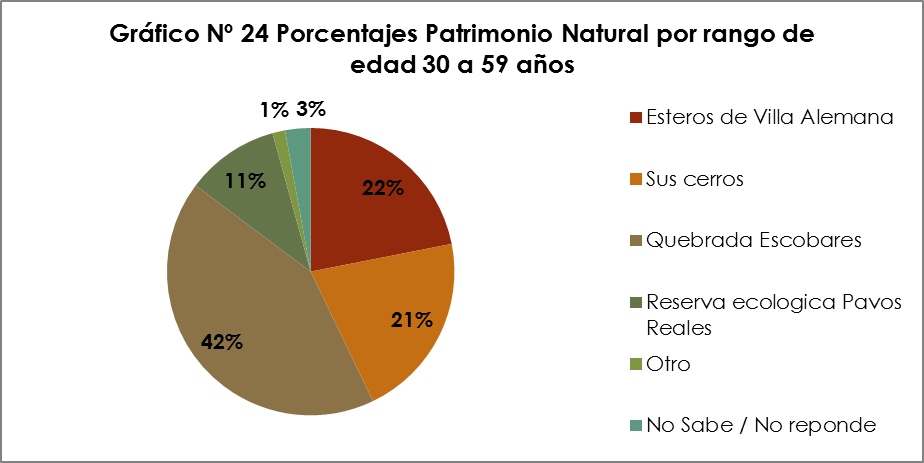 Gráfico Nº 24 Porcentajes Patrimonio Natural por rango de
edad 30 a 59 años
1% 3%
22%
11%
21%
42%
Esteros de Villa Alemana
Sus cerros
Quebrada Escobares
Reserva ecologica Pavos
Reales
Otro
No Sabe / No reponde